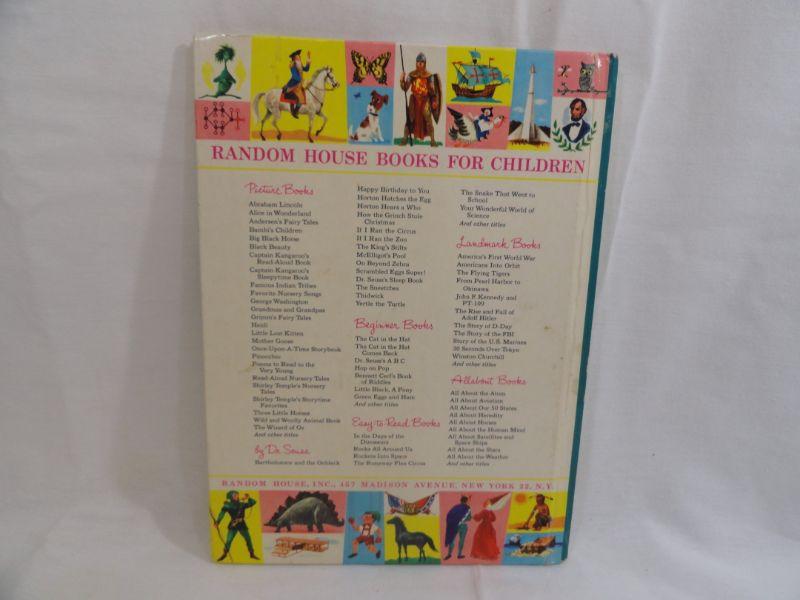 RANDOM HOUSE BOOKS FOR CHILDREN
Picture Books
Abraham Lincoln
Alice in Wonderland
Andersen's Fairy Tales
Bambi's Children
Big Black Horse
Black Beauty
Captain Kangaroo's
Read-Aloud Book
Captain Kangaroo's
Sleepytime Book
Famous Indian Tribes
Favorite Nursery Songs
George Washington
Grandmas and Grandpas
Grimm's Fairy Tales
Heidi
Little Lost Kitten
Mother Goose
Once-Upon-A-Time Storybook
Pinocchio
Poems to Read to the
Very Young
Read-Aloud Nursery Tales
Shirley Temple's Nursery
Tales
Shirley Temple's Storytime
Favorites
Three Little Horses
Wild and Woolly Animal Book
The Wizard of Oz
And other titles
by Dr. Seuss
Bartholomew and the Oobleck
Happy Birthday to You
Horton Hatches the Egg
Horton Hears a Who
How the Grinch Stole
Christmas
If I Ran the Circus
If I Ran the Zoo
The King's Stilts
McElligot's Pool
On Beyond Zebra
Scrambled Eggs Super!
Dr. Seuss's Sleep Book
The Sneetches
Thidwick
Yertle the Turtle
Beginner Books
The Cat in the Hat
The Cat in the Hat
Comes Back
Dr. Seuss's A B C
Hop on Pop
Bennett Cerf's Book
of Riddles
Little Black, A Pony
Green Eggs and Ham
And other titles
Easy-to-Read Books
In the Days of the
Dinosaurs
Rocks All Around Us
Rockets Into Space
The Runaway Flea Circus
The Snake That Went to
School
Your Wonderful World of
Science
And other titles
Landmark Books
America's First World War
Americans Into Orbit
The Flying Tigers
From Pearl Harbor to
Okinawa
John F. Kennedy and
PT-109
The Rise and Fall of
Adolf Hitler
The Story of D-Day
The Story of the FBI
Story of the U.S. Marines
30 Seconds Over Tokyo
Winston Churchill
And other titles
Allabout Books
All About the Atom
All About Aviation
All About Our 50 States
All About Heredity
All About Horses
All About the Human Mind
All About Satellites and
Space Ships
All About the Stars
All About the Weather
And other titles
RANDOM HOUSE, INC., 457 MADISON AVENUE, NEW YORK 22, N.Y.